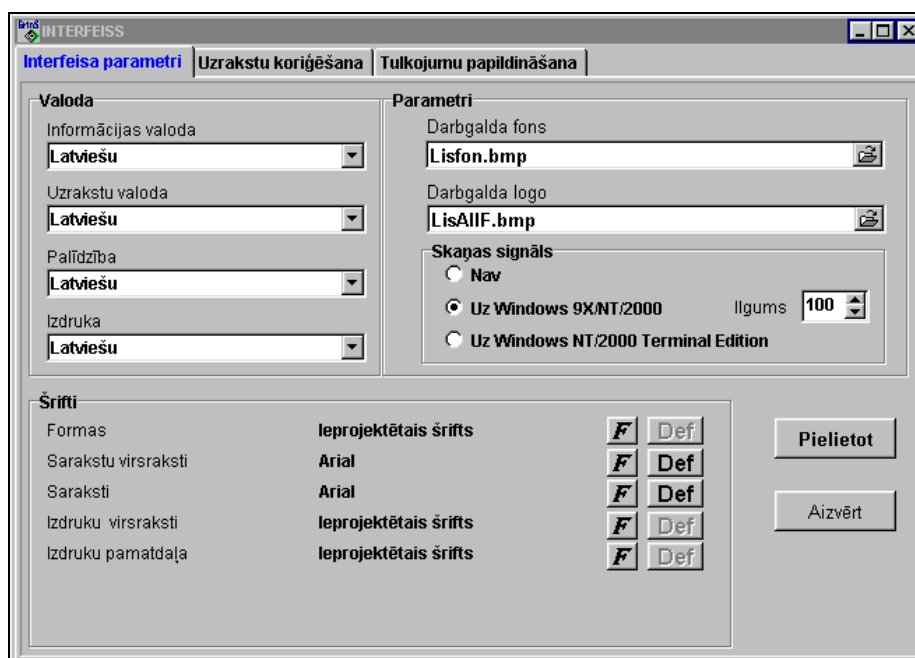 INTERFEISS
Interfeisa parametri Uzrakstu koriģēšana Tulkojumu papildināšana
Valoda
Informācijas valoda
Latviešu
Uzrakstu valoda
Latviešu
Palīdzība
Latviešu
Izdruka
Latviešu
Parametri
Darbgalda fons
Lisfon.bmp
Darbgalda logo
LisAllF.bmp
Skaņas signāls
Nav
Uz Windows 9X/NT/2000 Ilgums 100
Uz Windows NT/2000 Terminal Edition
Šrifti
Formas Ieprojektētais šrifts F Def
Sarakstu virsraksti Arial F Def
Saraksti Arial F Def
Izdruku virsraksti Ieprojektētais šrifts F Def
Izdruku pamatdaļa Ieprojektētais šrifts F Def
Pielietot
Aizvērt